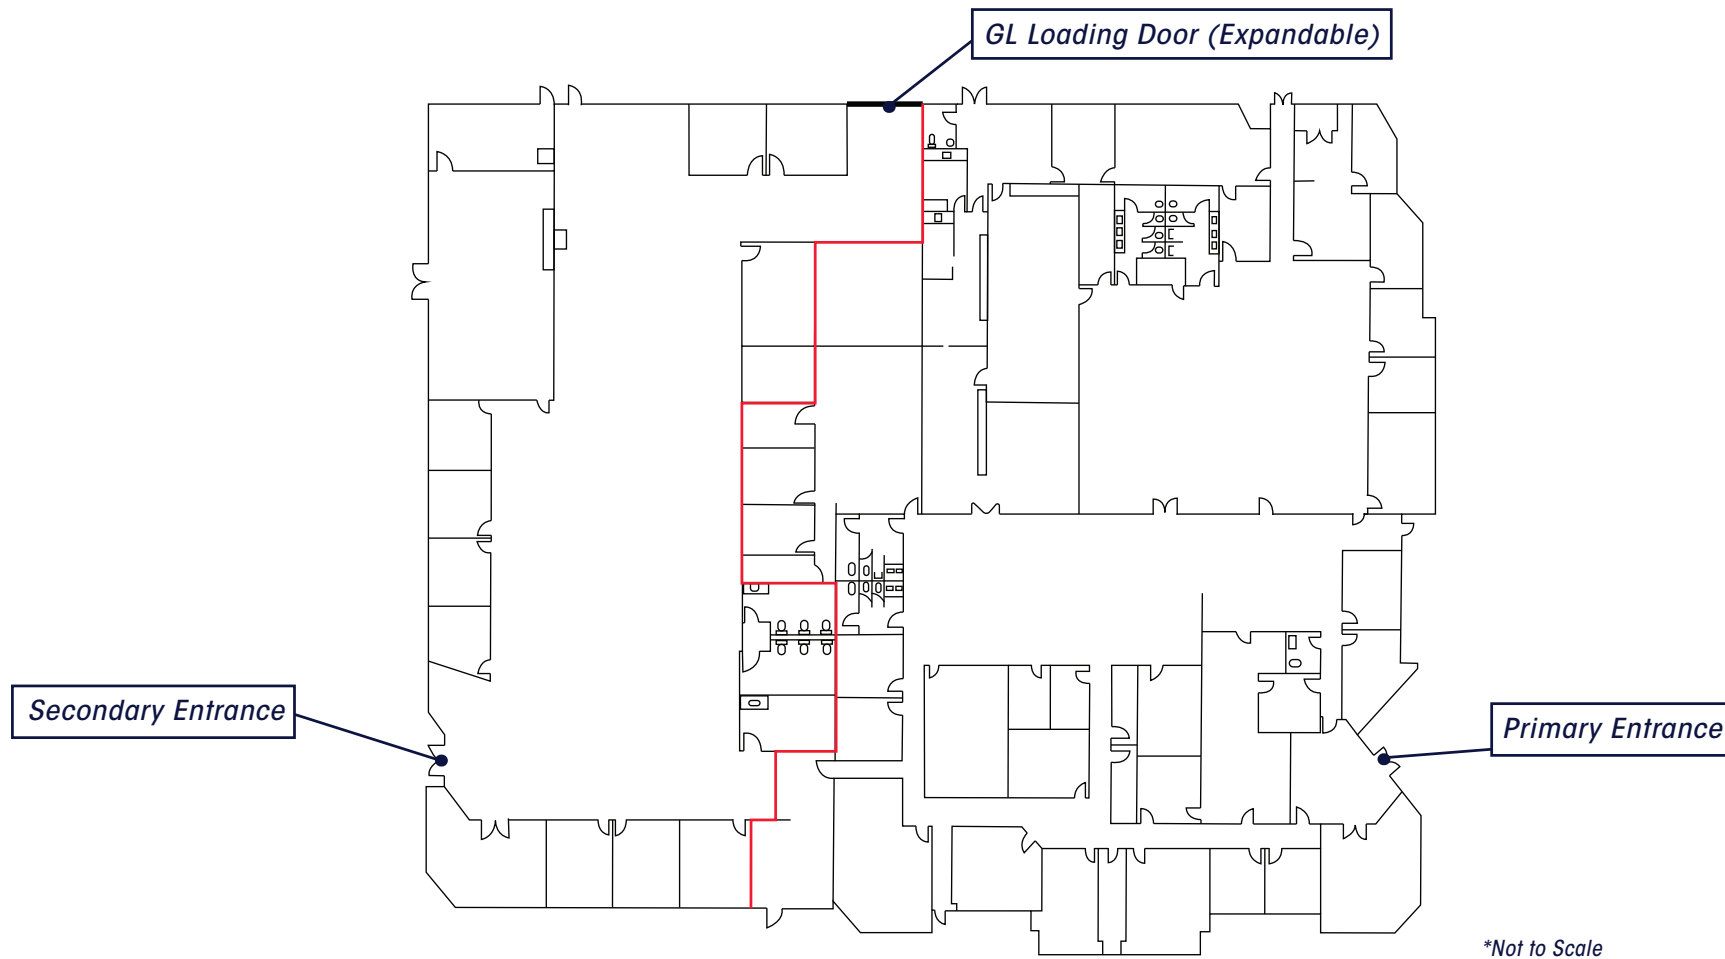 GL Loading Door (Expandable)
Secondary Entrance
Primary Entrance
*Not to Scale